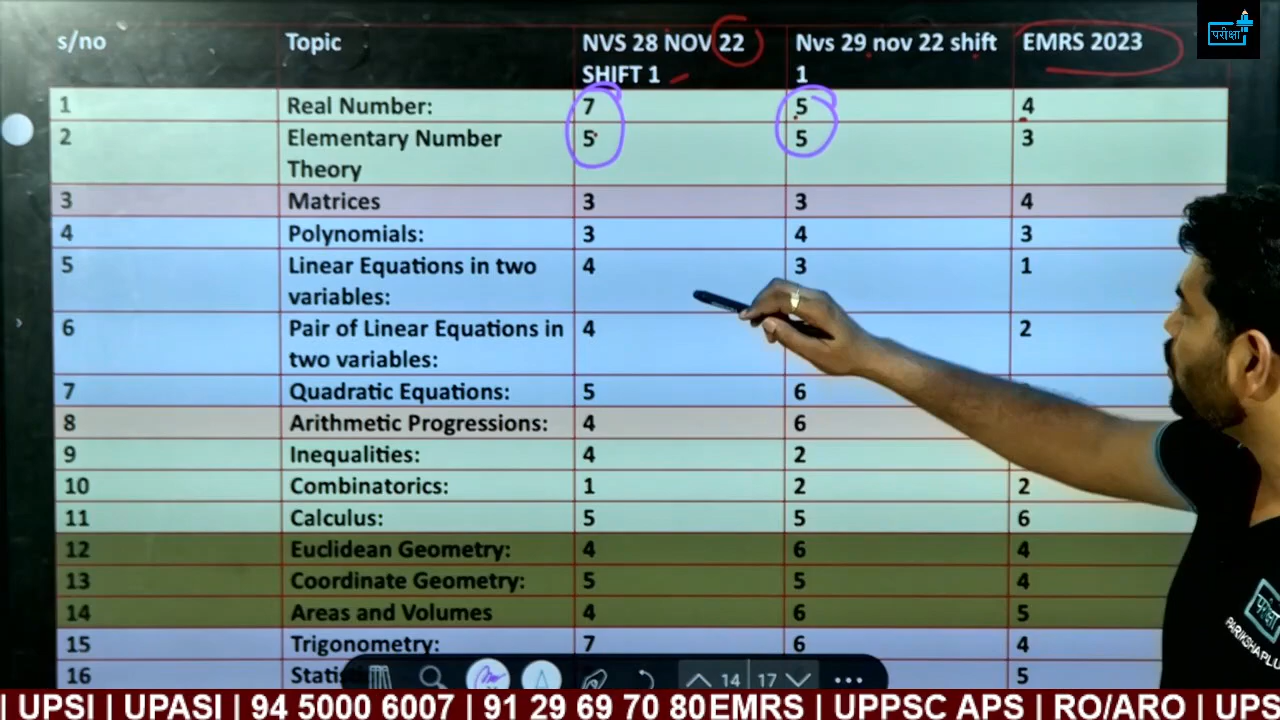 परीक्षा
s/no Topic NVS 28 NOV 22 Nvs 29 nov 22 shift EMRS 2023
SHIFT 1 1
1 Real Number: 7 5 4
2 Elementary Number 5 5 3
Theory
3 Matrices 3 3 4
4 Polynomials: 3 4 3
5 Linear Equations in two 4 3 1
variables:
6 Pair of Linear Equations in 4 2
two variables:
7 Quadratic Equations: 5 6
8 Arithmetic Progressions: 4 6
9 Inequalities: 4 2
10 Combinatorics: 1 2 2
11 Calculus: 5 5 6
12 Euclidean Geometry: 4 6 4
13 Coordinate Geometry: 5 5 4
14 Areas and Volumes 4 6 5
15 Trigonometry: 7 6 4
16 5
14 17
परीक्षा
PARIKSHA PLU
| UPSI | UPASI | 94 5000 6007 | 91 29 69 70 80 EMRS | UPPSC APS | RO/ARO | UPS